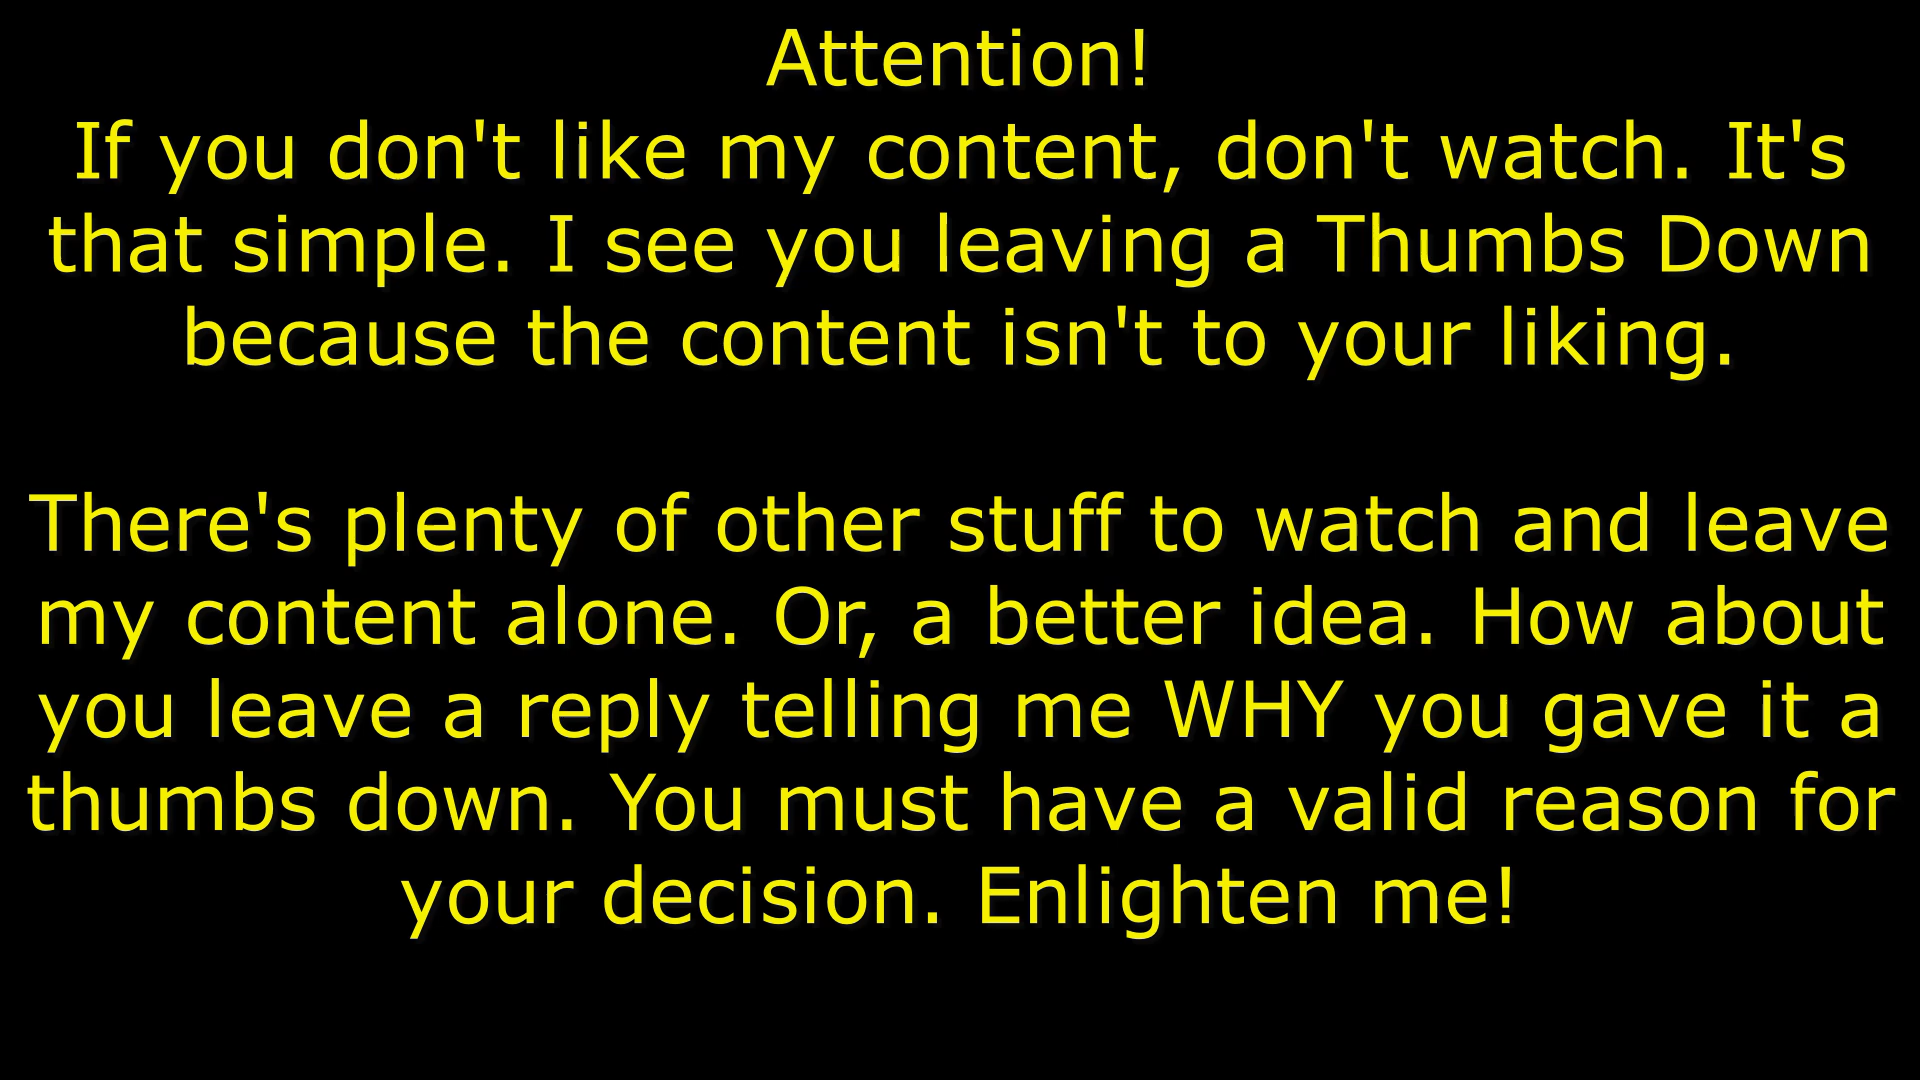 Attention!
If you don't like my content, don't watch. It's
that simple. I see you leaving a Thumbs Down
because the content isn't to your liking.
There's plenty of other stuff to watch and leave
my content alone. Or, a better idea. How about
you leave a reply telling me WHY you gave it a
thumbs down. You must have a valid reason for
your decision. Enlighten me!